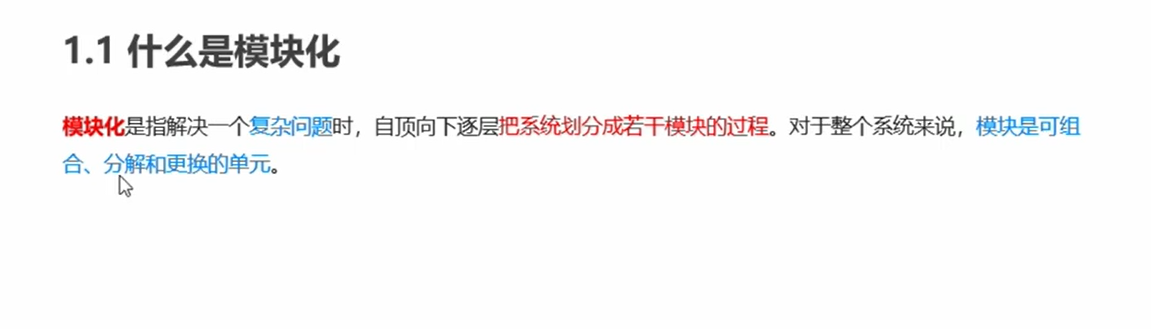 1.1 什么是模块化
模块化是指解决一个复杂问题时，自顶向下逐层把系统划分成若干模块的过程。对于整个系统来说，模块是可组
合、分解和更换的单元。